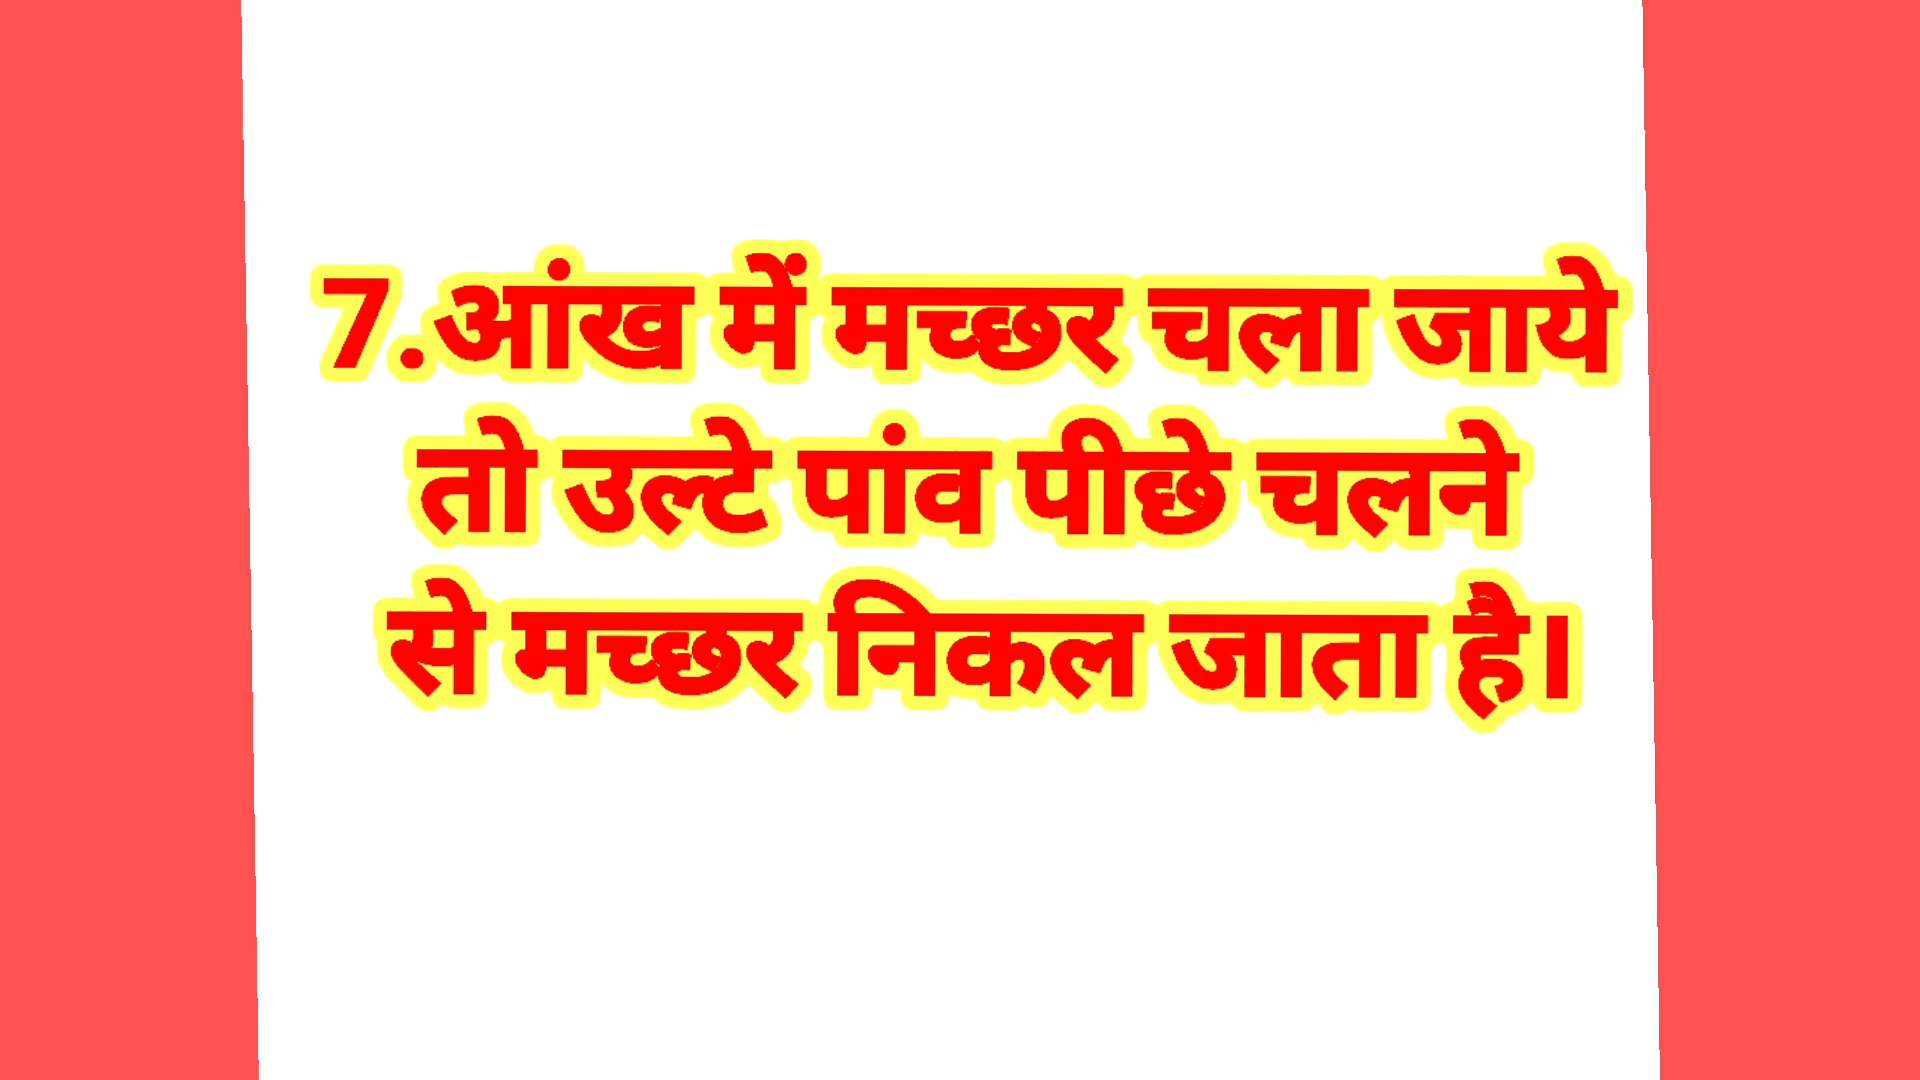 7.आंख में मच्छर चला जाये
तो उल्टे पांव पीछे चलने
से मच्छर निकल जाता है।